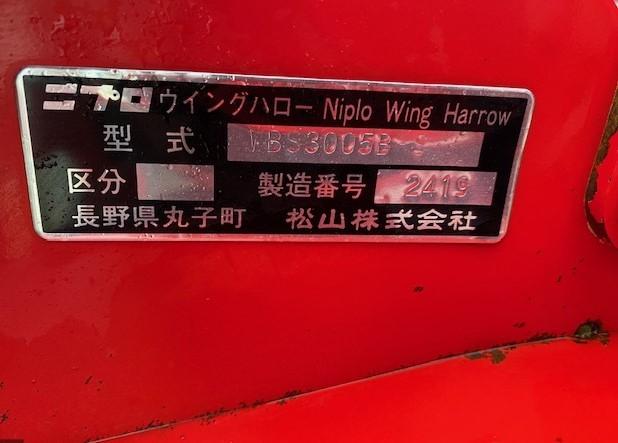 ニプロ ウイングハロー Niplo Wing Harrow
型式 WBS3005B
区分 製造番号 2419
長野県丸子町 松山株式会社